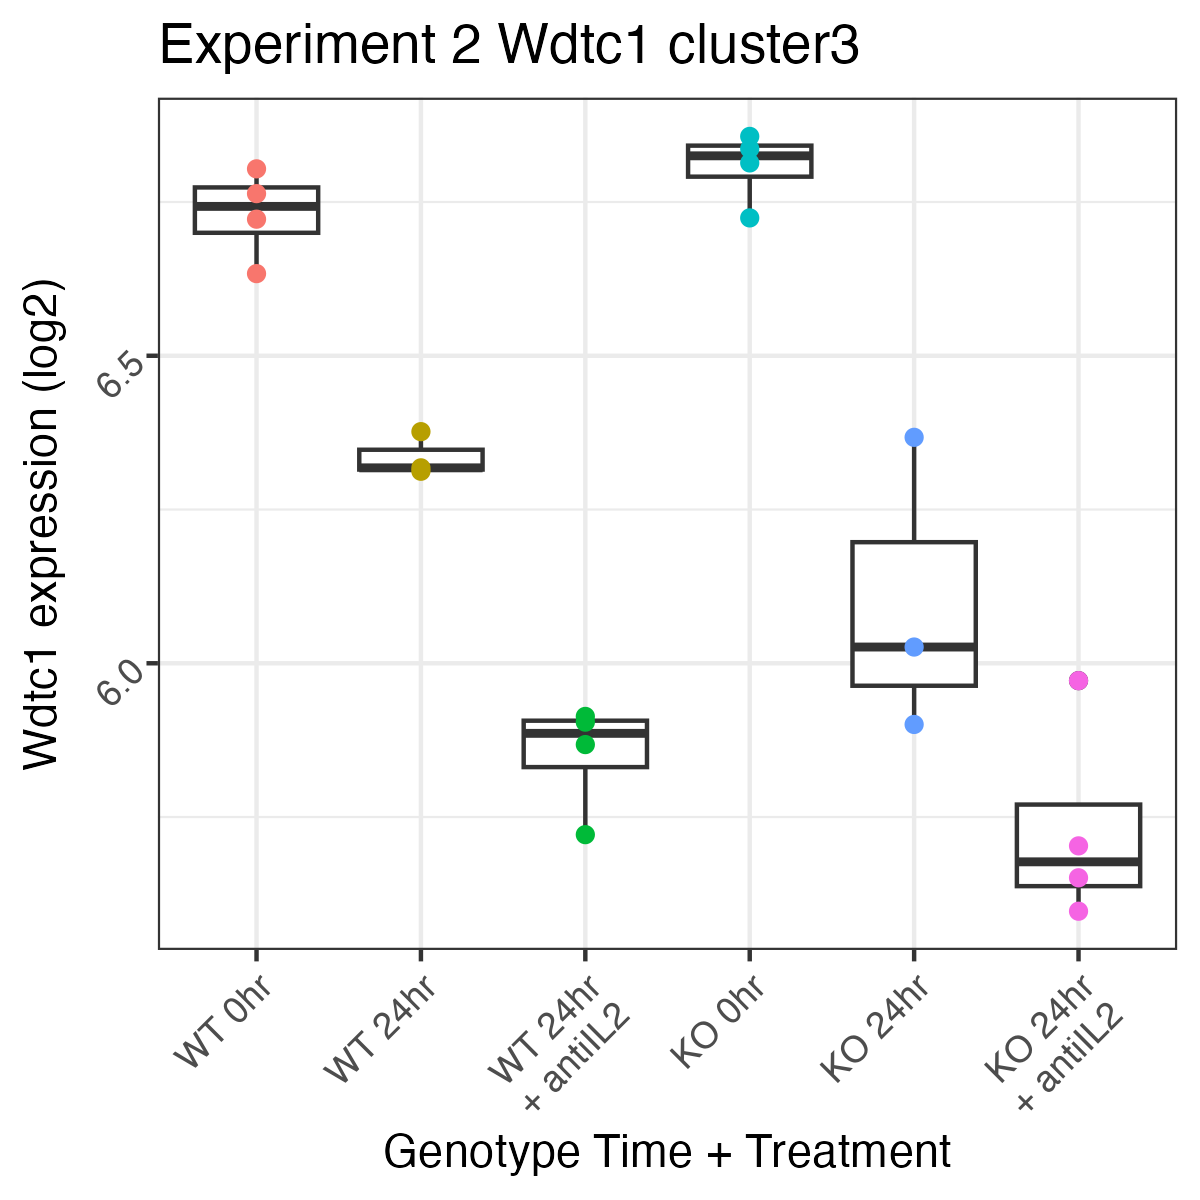 Experiment 2 Wdtc1 cluster3
Wdtc1 expression (log2)
6.5
6.0
WT 0hr
WT 24hr
WT 24hr
+ antiIL2
KO 0hr
KO 24hr
KO 24hr
+ antiIL2
Genotype Time + Treatment